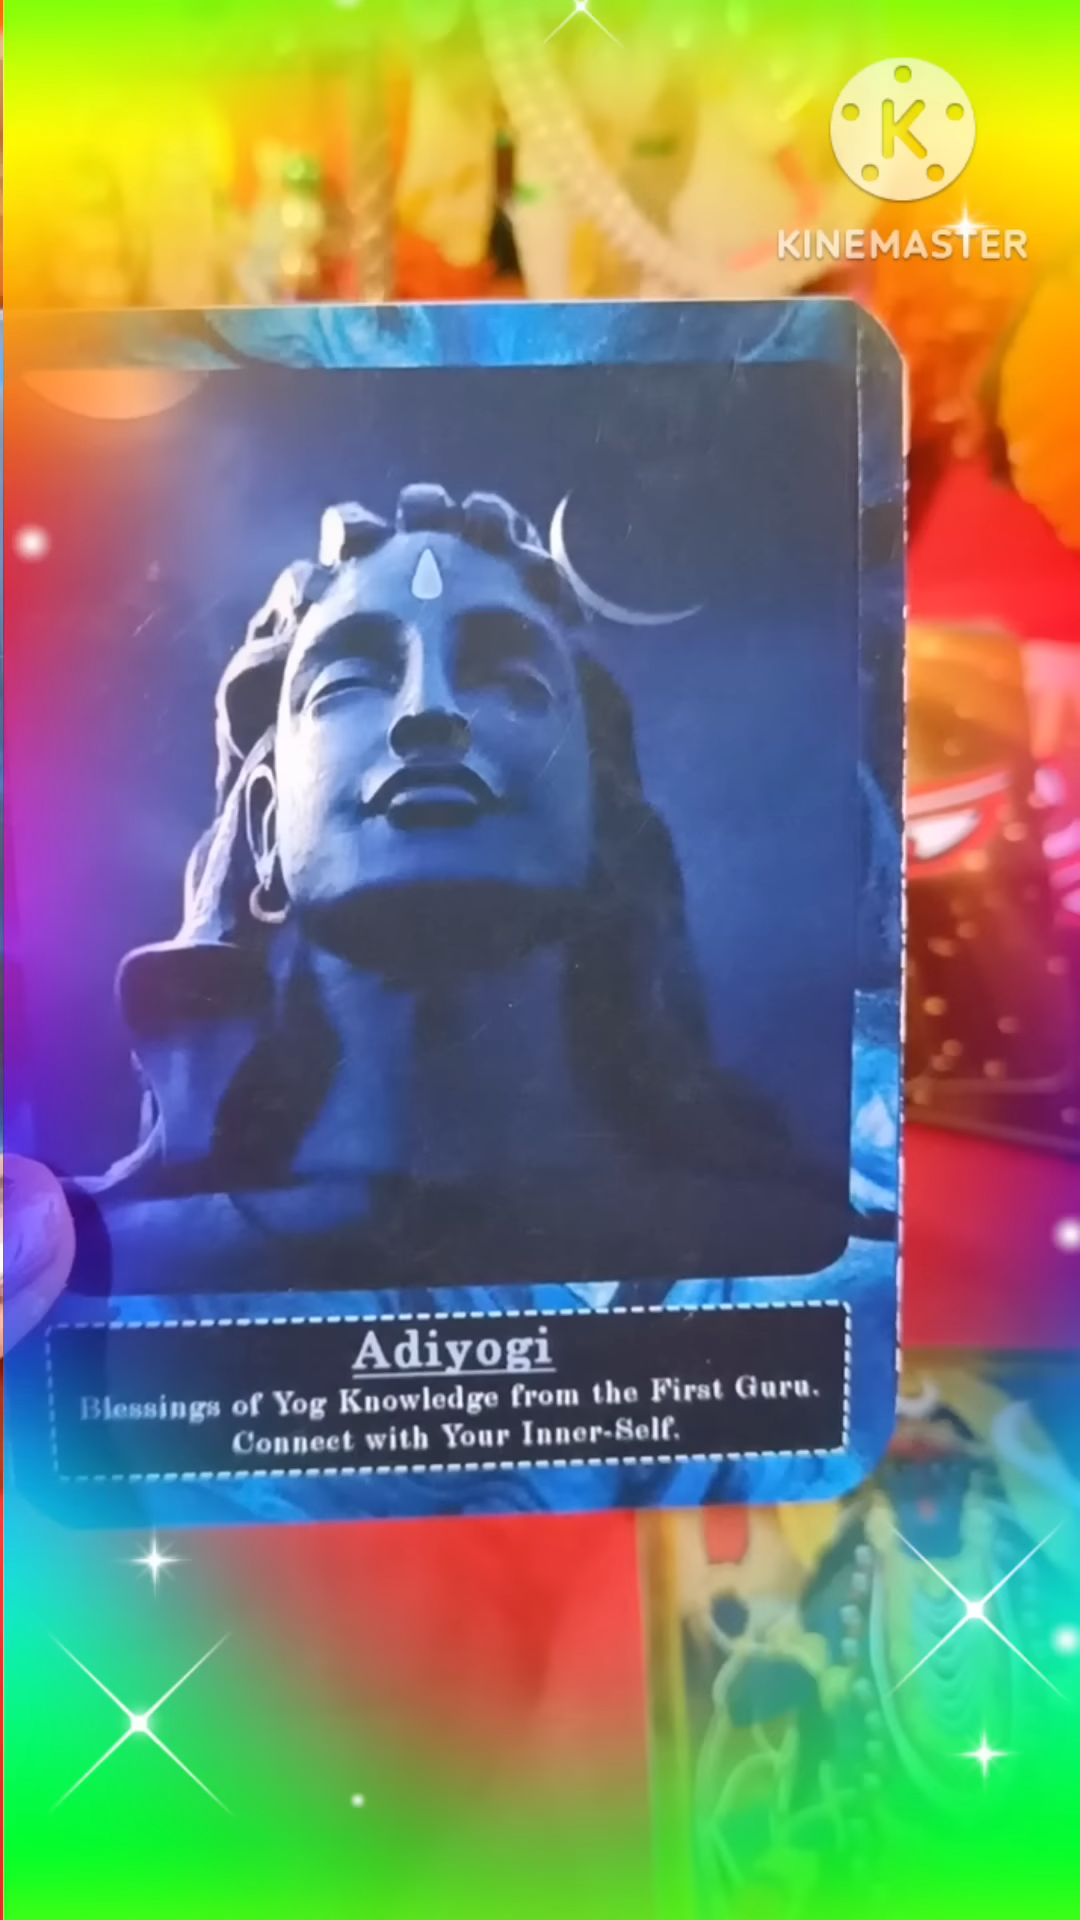 K
KINEMASTER
Adiyogi
Blessings of Yog Knowledge from the First Guru.
Connect with Your Inner-Self.